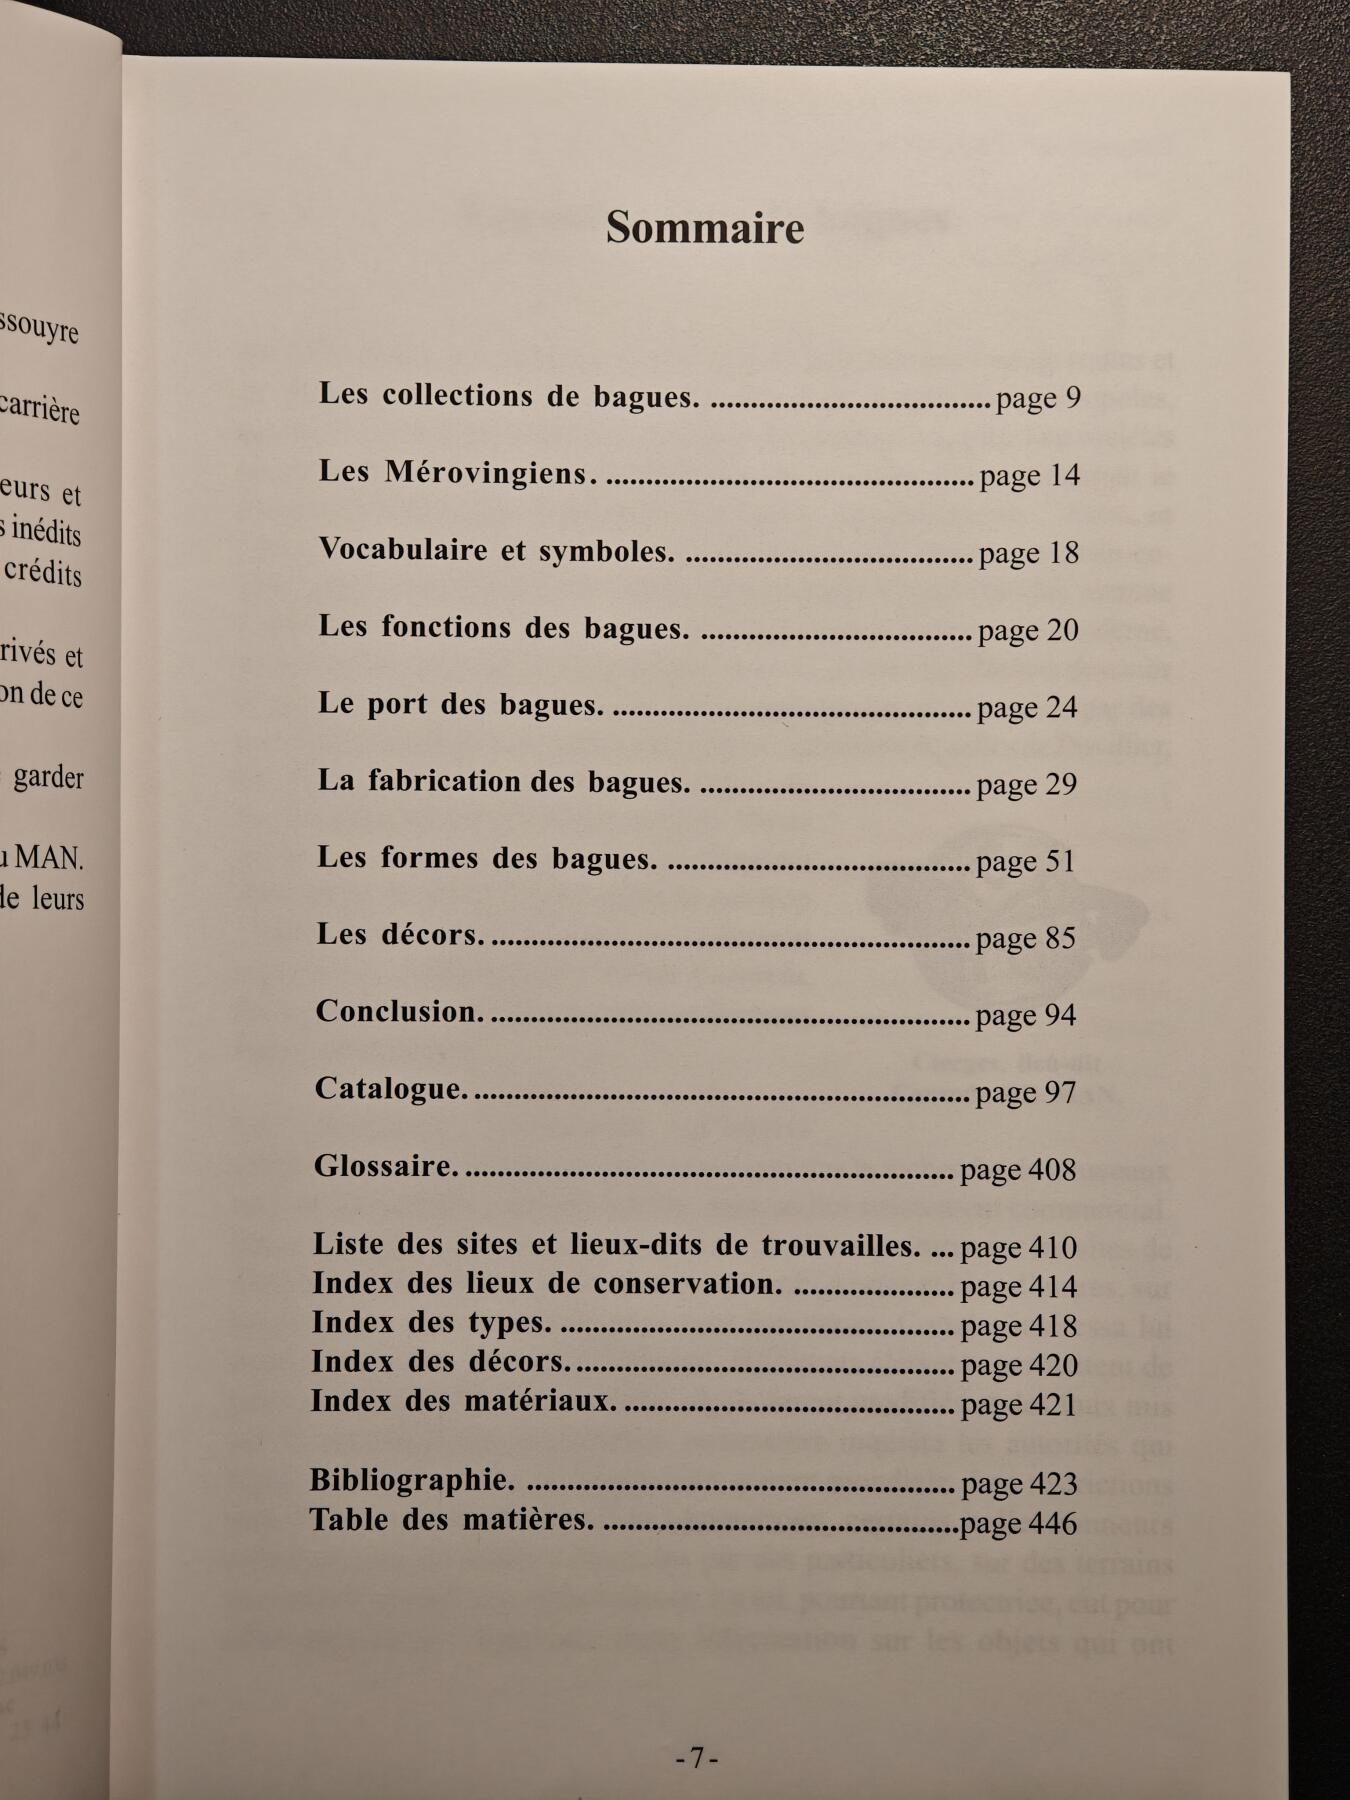 ssouyre
carrière
eurs et
s inédits
crédits
rivés et
on de ce
garder
u MAN.
de leurs
Sommaire
Les collections de bagues. ................................... page 9
Les Mérovingiens. .............................................. page 14
Vocabulaire et symboles. .................................... page 18
Les fonctions des bagues. .................................. page 20
Le port des bagues. ............................................. page 24
La fabrication des bagues. .................................. page 29
Les formes des bagues. ...................................... page 51
Les décors. ............................................................ page 85
Conclusion. ............................................................ page 94
Catalogue. .............................................................. page 97
Glossaire. ............................................................. page 408
Liste des sites et lieux-dits de trouvailles. ... page 410
Index des lieux de conservation. .................... page 414
Index des types. ................................................. page 418
Index des décors. ............................................... page 420
Index des matériaux. ......................................... page 421
Bibliographie. ..................................................... page 423
Table des matières. ............................................ page 446
- 7 -